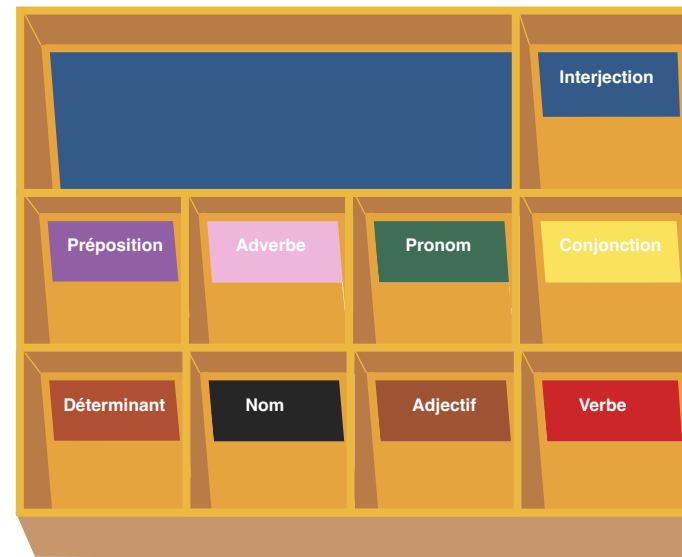 Interjection
Préposition Adverbe Pronom Conjonction
Déterminant Nom Adjectif Verbe